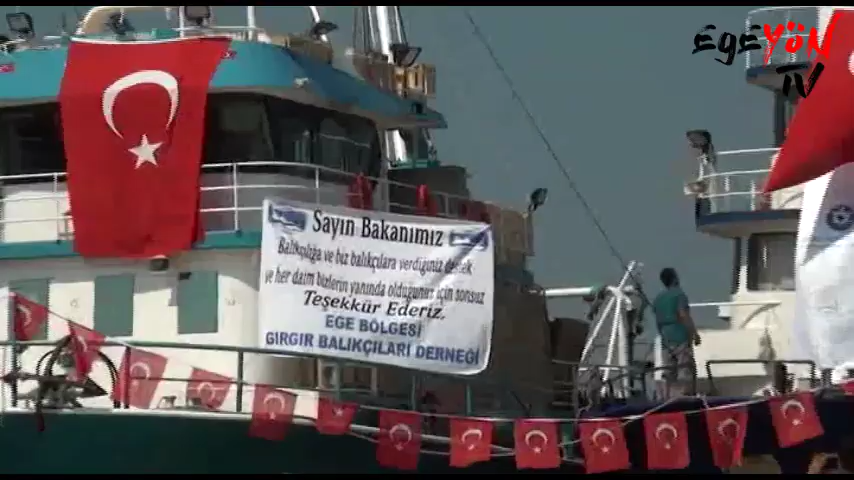 EGEYÖN
TV
Sayın Bakanımız
Balıkçılığa ve biz balıkçılara verdiğiniz destek
ve her daim bizlerin yanında olduğunuz için sonsuz
Teşekkür Ederiz.
EGE BÖLGESİ
GIRGIR BALIKÇILARI DERNEĞİ